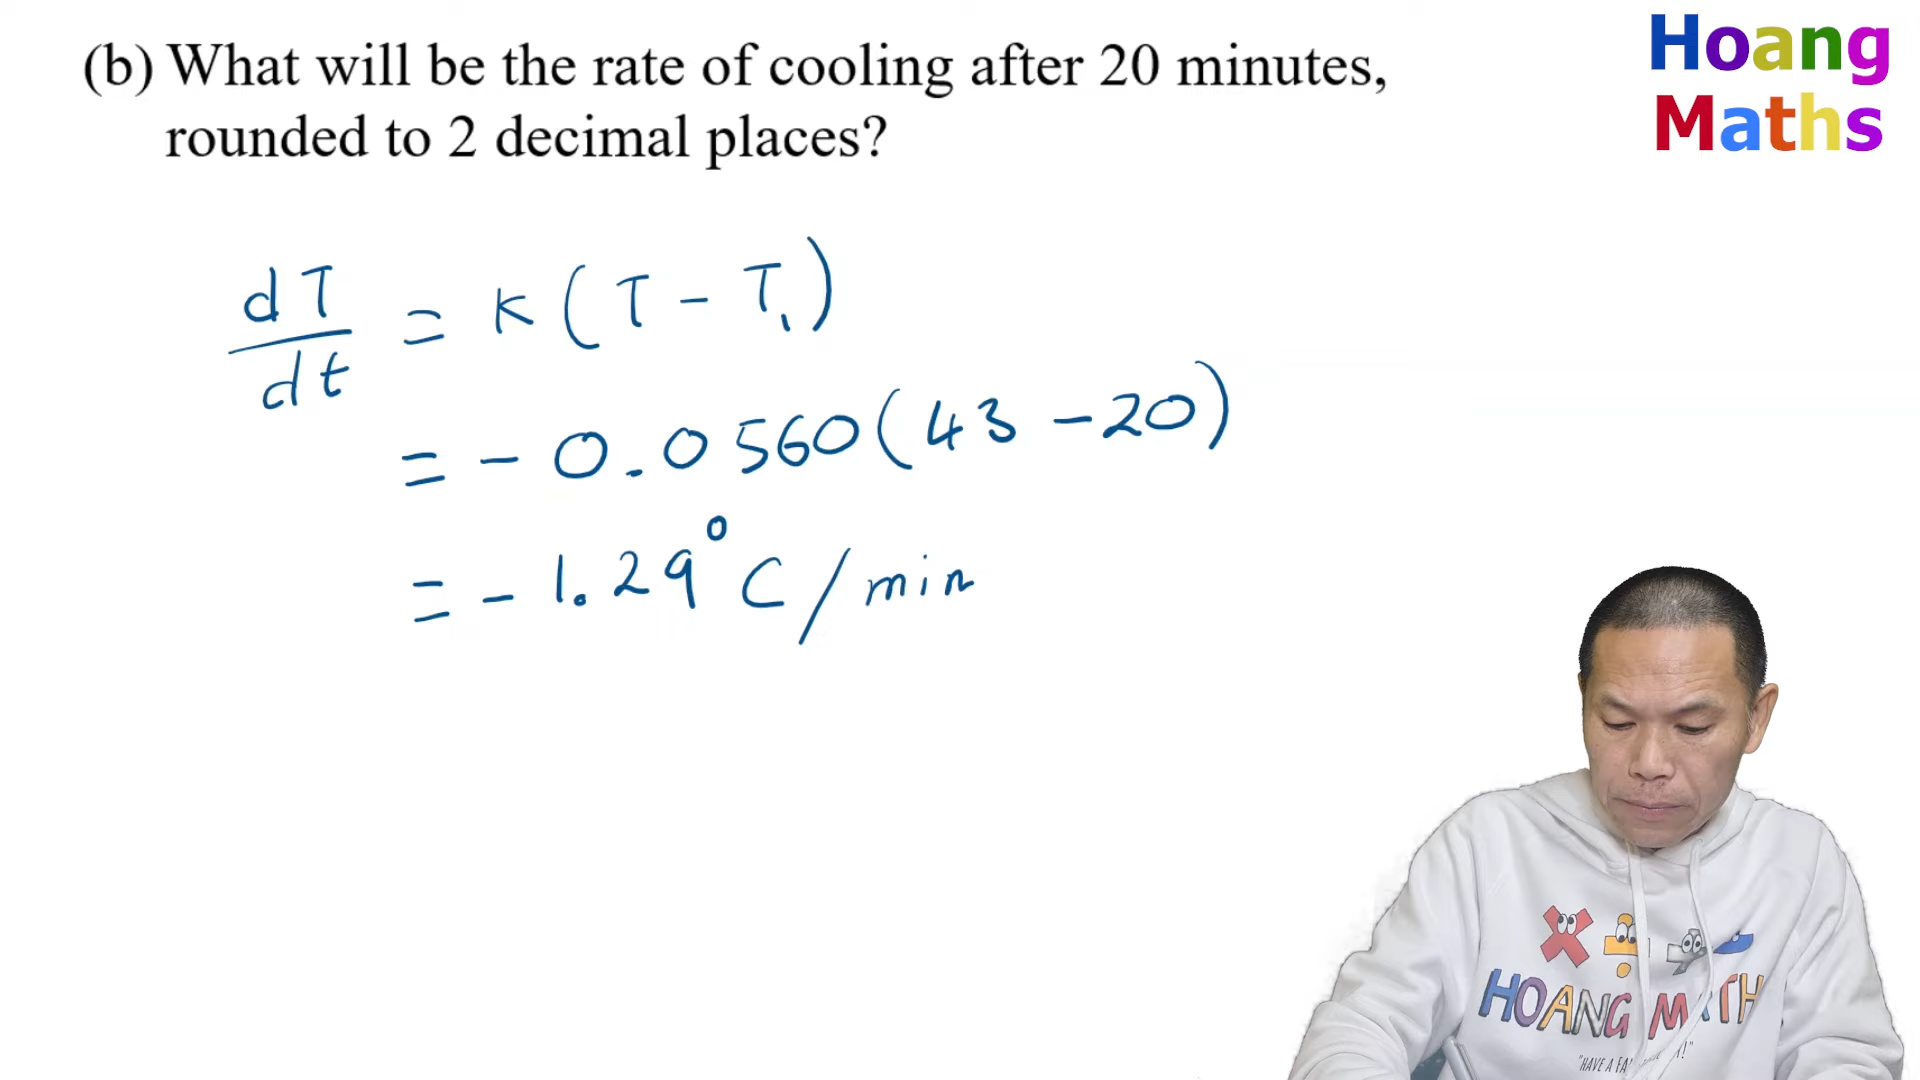 (b) What will be the rate of cooling after 20 minutes,
rounded to 2 decimal places?
Hoang
Maths
dT/dt = K(T - T₁)
= - 0.0560(43 - 20)
= - 1.29°C/min
HOANG MATH
"HAVE A